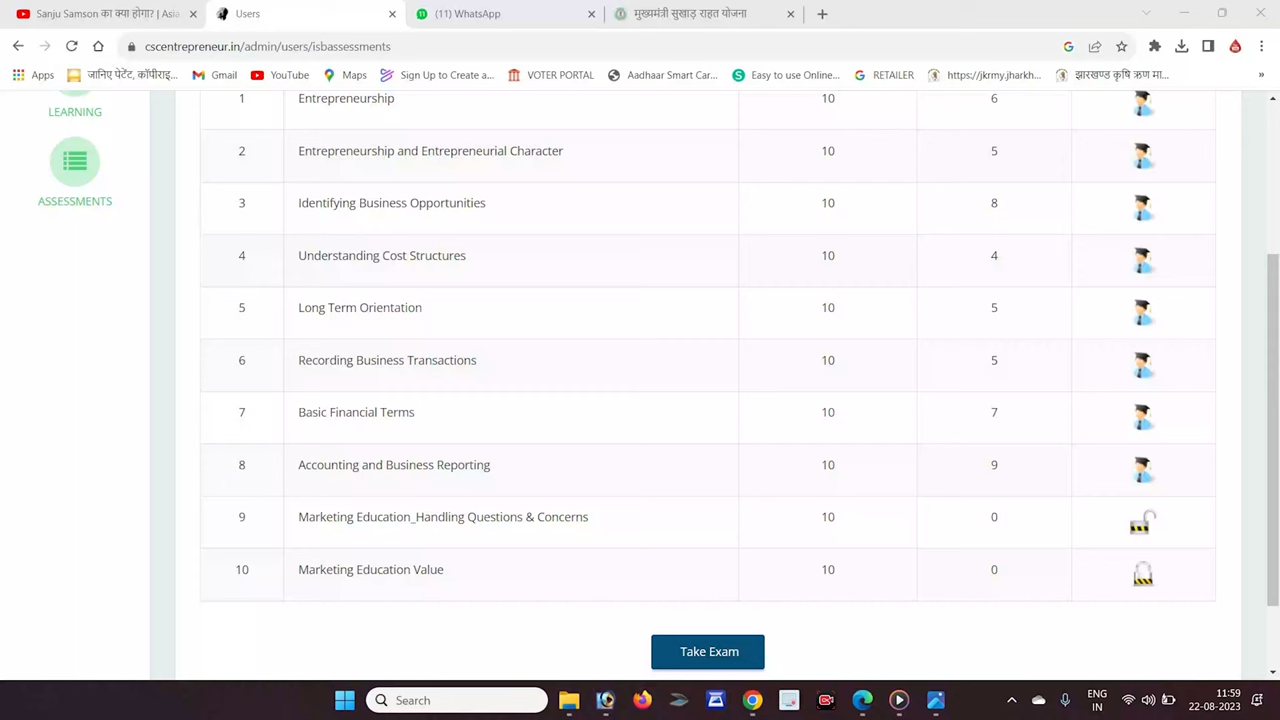 Sanju Samson का क्या होगा? | Asia
Users
(11) WhatsApp
मुख्यमंत्री सुखाड़ राहत योजना
cscentrepreneur.in/admin/users/isbassessments
Apps
जानिए पेटेंट, कॉपीराइ...
Gmail
YouTube
Maps
Sign Up to Create a...
VOTER PORTAL
Aadhaar Smart Car...
Easy to use Online...
RETAILER
https://jkrmy.jharkh...
झारखण्ड कृषि ऋण मा...
»
LEARNING
ASSESSMENTS
1 Entrepreneurship 10 6
2 Entrepreneurship and Entrepreneurial Character 10 5
3 Identifying Business Opportunities 10 8
4 Understanding Cost Structures 10 4
5 Long Term Orientation 10 5
6 Recording Business Transactions 10 5
7 Basic Financial Terms 10 7
8 Accounting and Business Reporting 10 9
9 Marketing Education_Handling Questions & Concerns 10 0
10 Marketing Education Value 10 0
Take Exam
Search
ENG
IN
11:59
22-08-2023